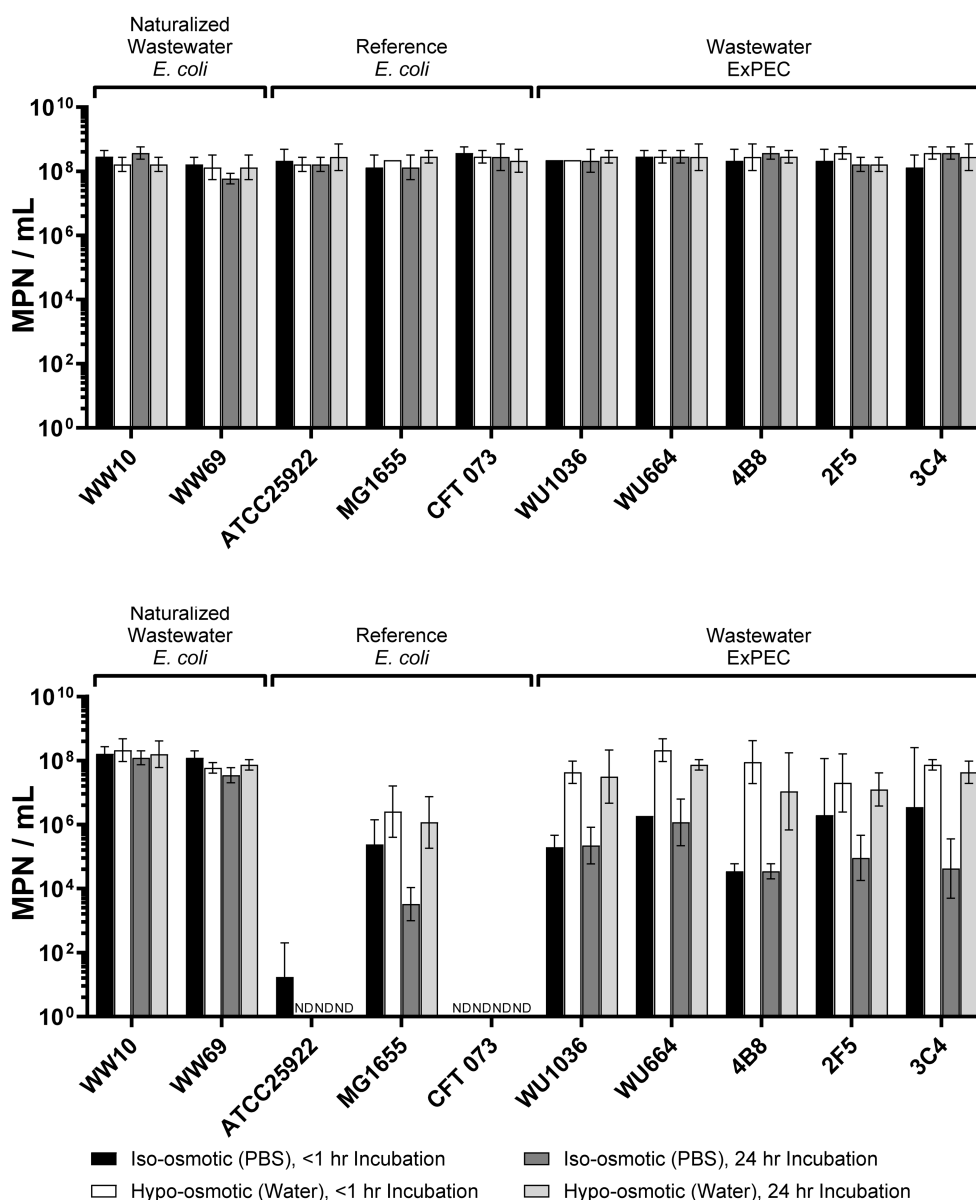 Naturalized
Wastewater
E. coli
Reference
E. coli
Wastewater
ExPEC
MPN / mL
10¹⁰
10⁸
10⁶
10⁴
10²
10⁰
WW10
WW69
ATCC25922
MG1655
CFT 073
WU1036
WU664
4B8
2F5
3C4
Naturalized
Wastewater
E. coli
Reference
E. coli
Wastewater
ExPEC
MPN / mL
10¹⁰
10⁸
10⁶
10⁴
10²
10⁰
NDNDND
NDNDNDND
WW10
WW69
ATCC25922
MG1655
CFT 073
WU1036
WU664
4B8
2F5
3C4
Iso-osmotic (PBS), <1 hr Incubation
Iso-osmotic (PBS), 24 hr Incubation
Hypo-osmotic (Water), <1 hr Incubation
Hypo-osmotic (Water), 24 hr Incubation